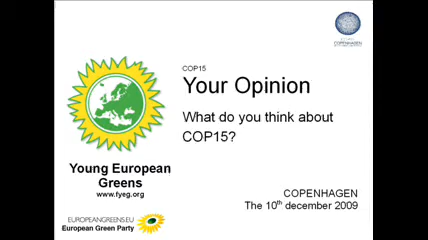 COPENHAGEN
COP15
Your Opinion
What do you think about
COP15?
Young European
Greens
www.fyeg.org
COPENHAGEN
The 10th december 2009
EUROPEANGREENS.EU
European Green Party